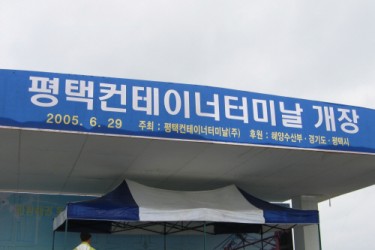 평택컨테이너터미날 개장
2005. 6. 29 주최 : 평택컨테이너터미날(주) 후원 : 해양수산부 · 경기도 · 평택시